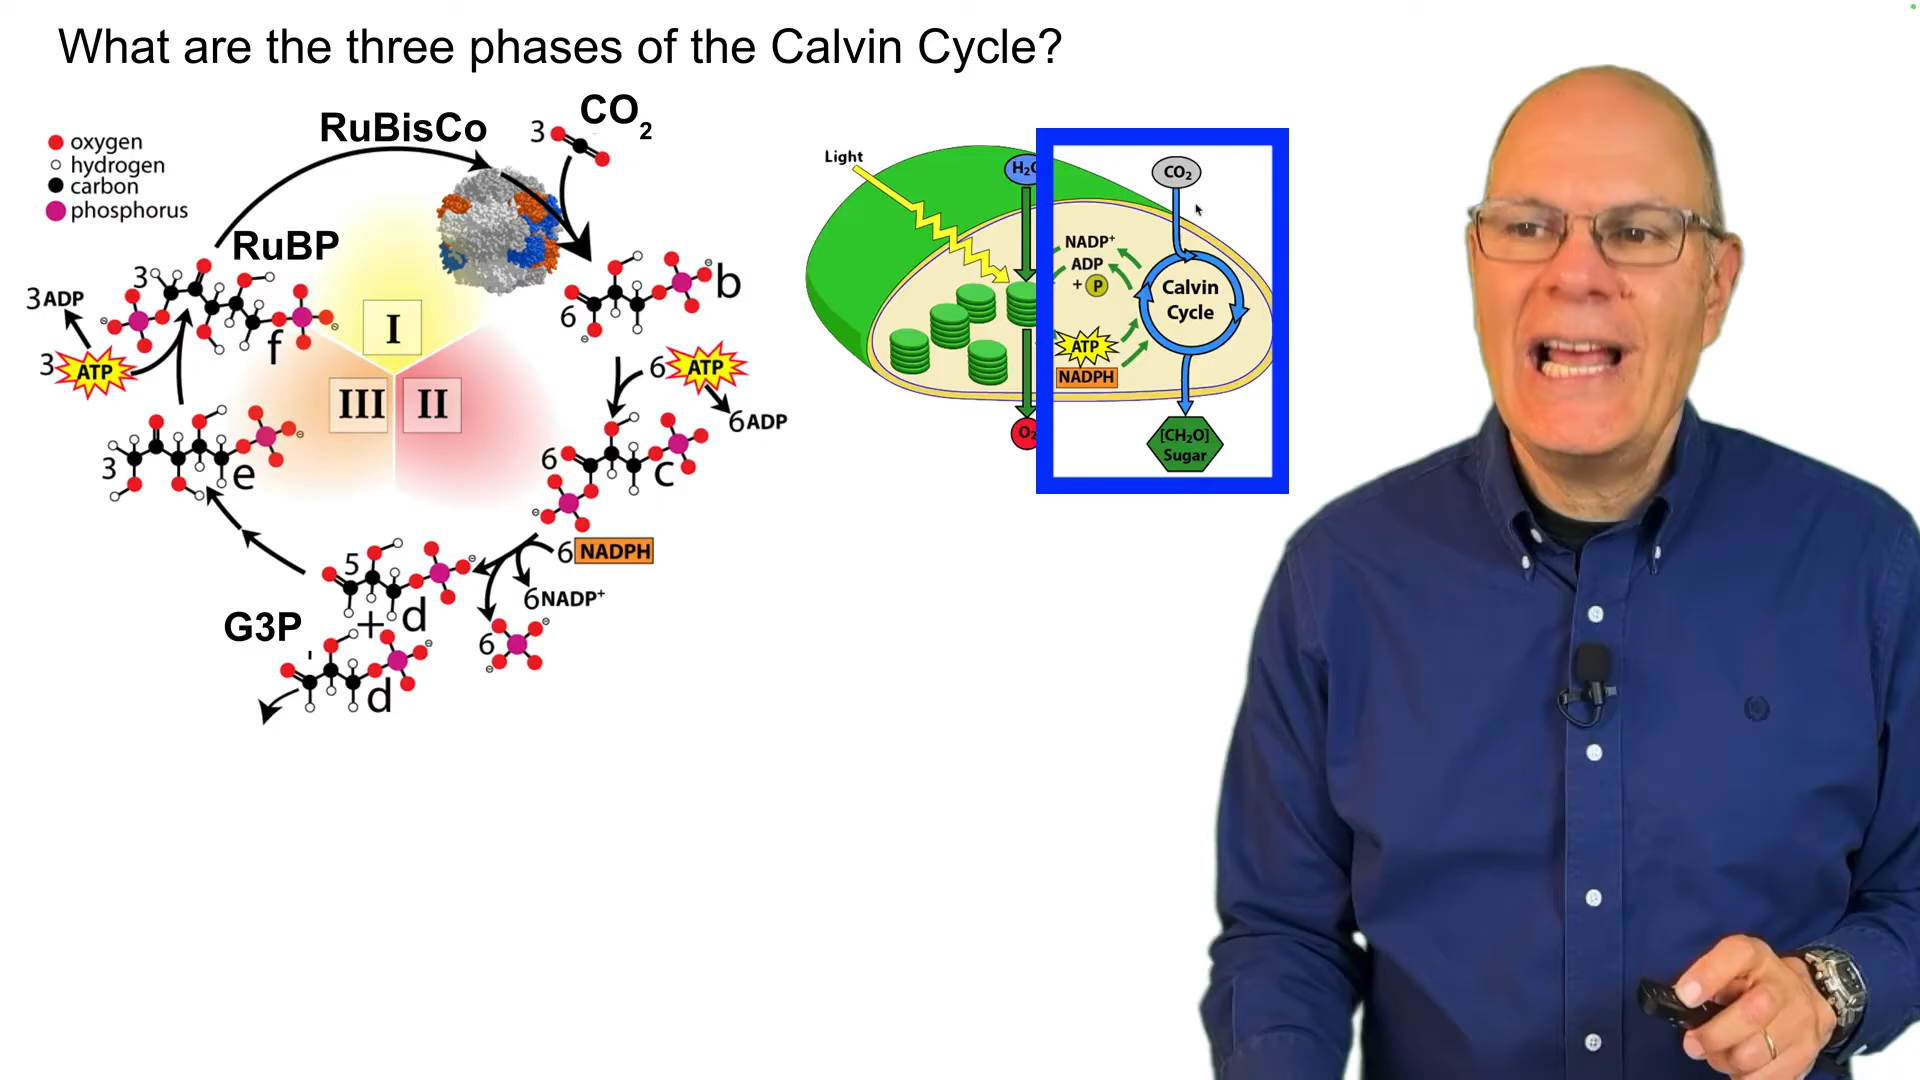 What are the three phases of the Calvin Cycle?
RuBisCo
3
CO₂
oxygen
hydrogen
carbon
phosphorus
RuBP
3
3ADP
3 ATP
f
I
III
II
6
b
6 ATP
6ADP
6
c
3
e
6 NADPH
6NADP⁺
6
5
d
+
G3P
d
Light
H₂O
CO₂
NADP⁺
ADP
+ P
Calvin
Cycle
ATP
NADPH
O₂
[CH₂O]
Sugar